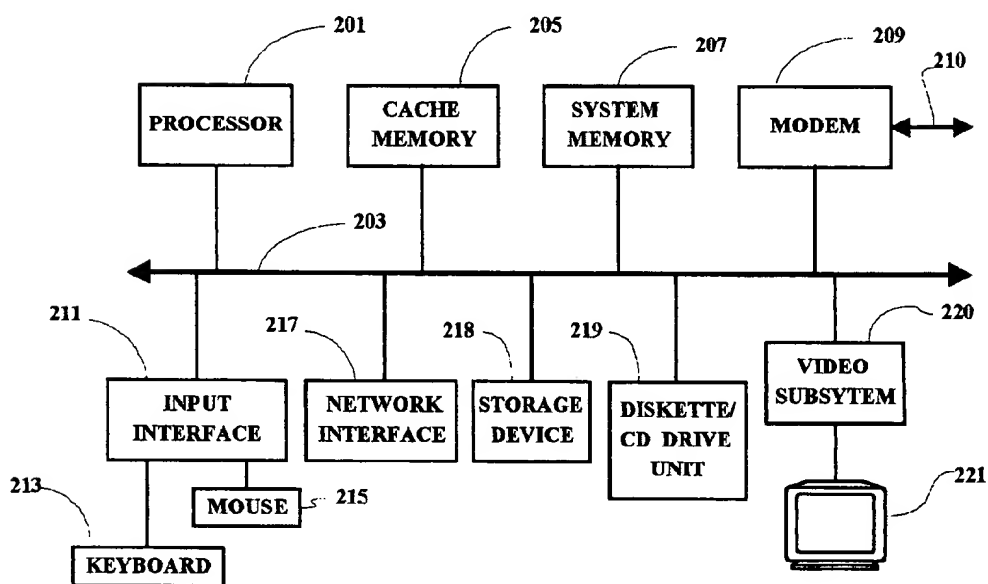 201
205
207
209
210
PROCESSOR
CACHE
MEMORY
SYSTEM
MEMORY
MODEM
203
211
217
218
219
220
INPUT
INTERFACE
NETWORK
INTERFACE
STORAGE
DEVICE
DISKETTE/
CD DRIVE
UNIT
VIDEO
SUBSYTEM
213
MOUSE
215
221
KEYBOARD